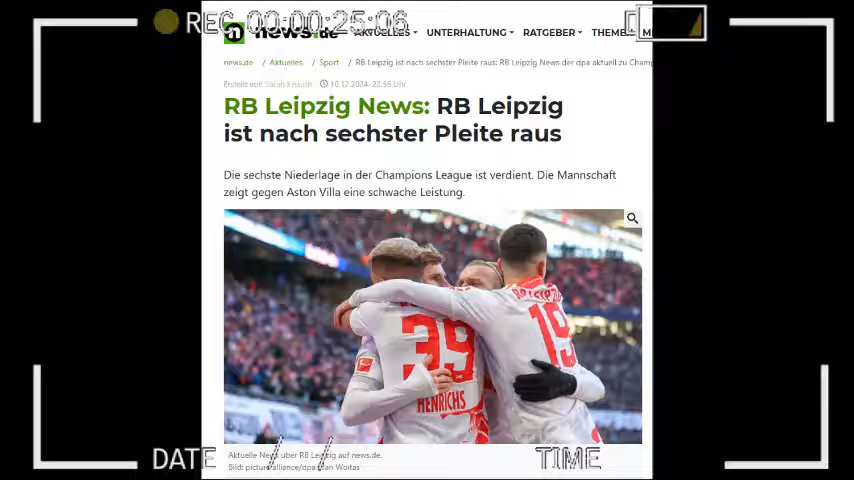 REC 00:00:25:06
n news.de AKTUELLES UNTERHALTUNG RATGEBER THEME
news.de / Aktuelles / Sport / RB Leipzig ist nach sechster Pleite raus: RB Leipzig News der dpa aktuell zu Champ
Erstellt von Sarah Knauth 10.12.2024, 22.56 Uhr
RB Leipzig News: RB Leipzig
ist nach sechster Pleite raus
Die sechste Niederlage in der Champions League ist verdient. Die Mannschaft
zeigt gegen Aston Villa eine schwache Leistung.
39
HENRICHS
RB LEIPZIG
19
Aktuelle News über RB Leipzig auf news.de.
Bild: picture alliance/dpa/Jan Woitas
DATE / / TIME